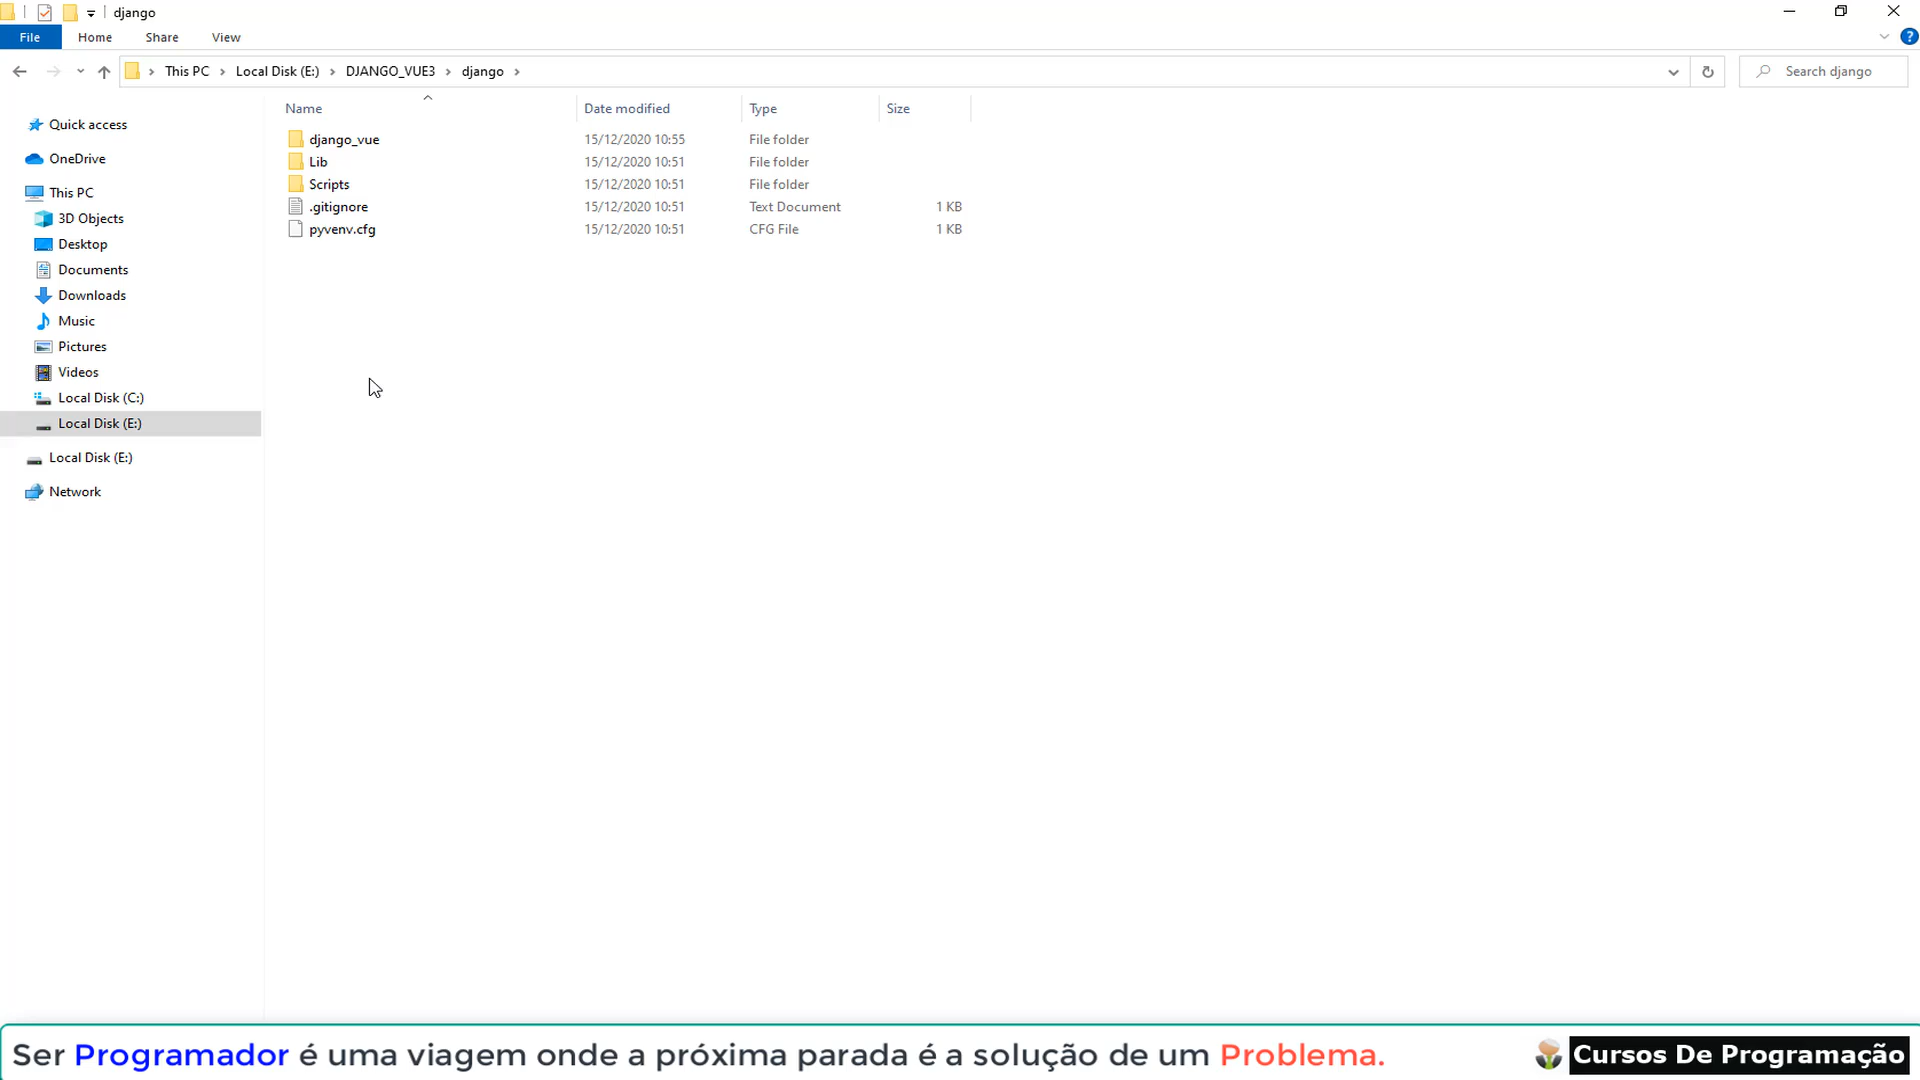 django
File Home Share View
This PC Local Disk (E:) DJANGO_VUE3 django Search django
Name Date modified Type Size
Quick access
OneDrive
This PC
3D Objects
Desktop
Documents
Downloads
Music
Pictures
Videos
Local Disk (C:)
Local Disk (E:)
Local Disk (E:)
Network
django_vue 15/12/2020 10:55 File folder
Lib 15/12/2020 10:51 File folder
Scripts 15/12/2020 10:51 File folder
.gitignore 15/12/2020 10:51 Text Document 1 KB
pyvenv.cfg 15/12/2020 10:51 CFG File 1 KB
Ser Programador é uma viagem onde a próxima parada é a solução de um Problema.
Cursos De Programação